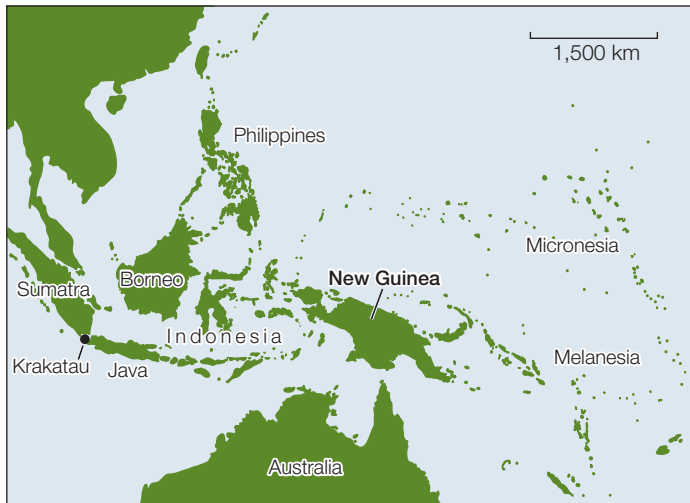 1,500 km
Philippines
Micronesia
New Guinea
Borneo
Sumatra
Indonesia
Krakatau
Java
Melanesia
Australia